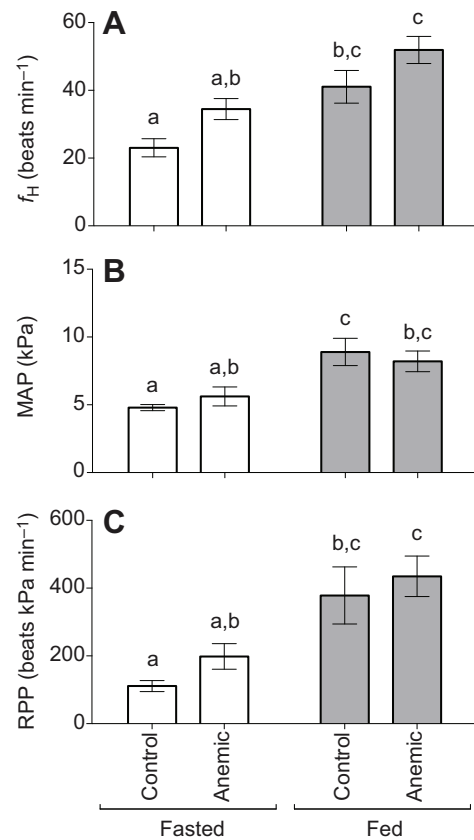 A
60
40
20
0
fH (beats min–1)
a
a,b
b,c
c
B
15
10
5
0
MAP (kPa)
a
a,b
c
b,c
C
600
400
200
0
RPP (beats kPa min–1)
a
a,b
b,c
c
Control
Anemic
Control
Anemic
Fasted
Fed